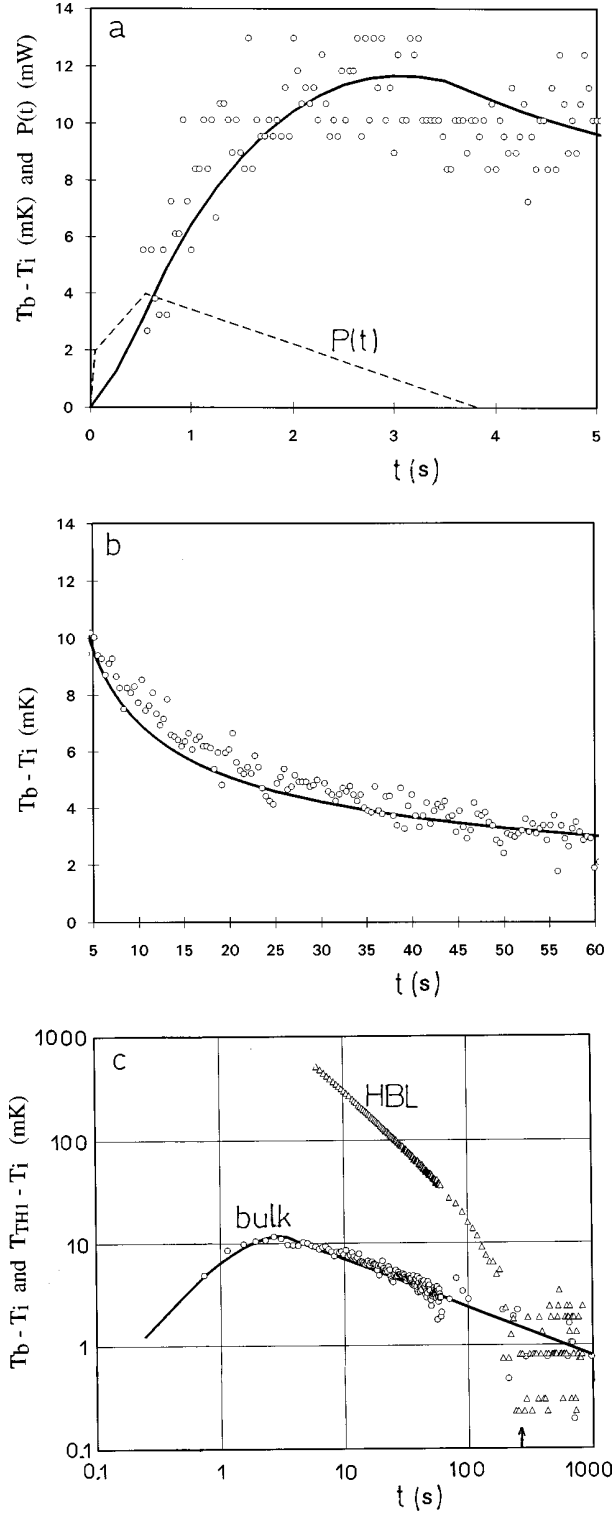 a
14
12
10
8
6
4
2
0
Tb - Ti (mK) and P(t) (mW)
P(t)
0 1 2 3 4 5
t (s)
b
14
12
10
8
6
4
2
0
Tb - Ti (mK)
5 10 15 20 25 30 35 40 45 50 55 60
t (s)
c
1000
100
10
1
0.1
Tb - Ti and TTH1 - Ti (mK)
HBL
bulk
0,1 1 10 100 1000
t (s)